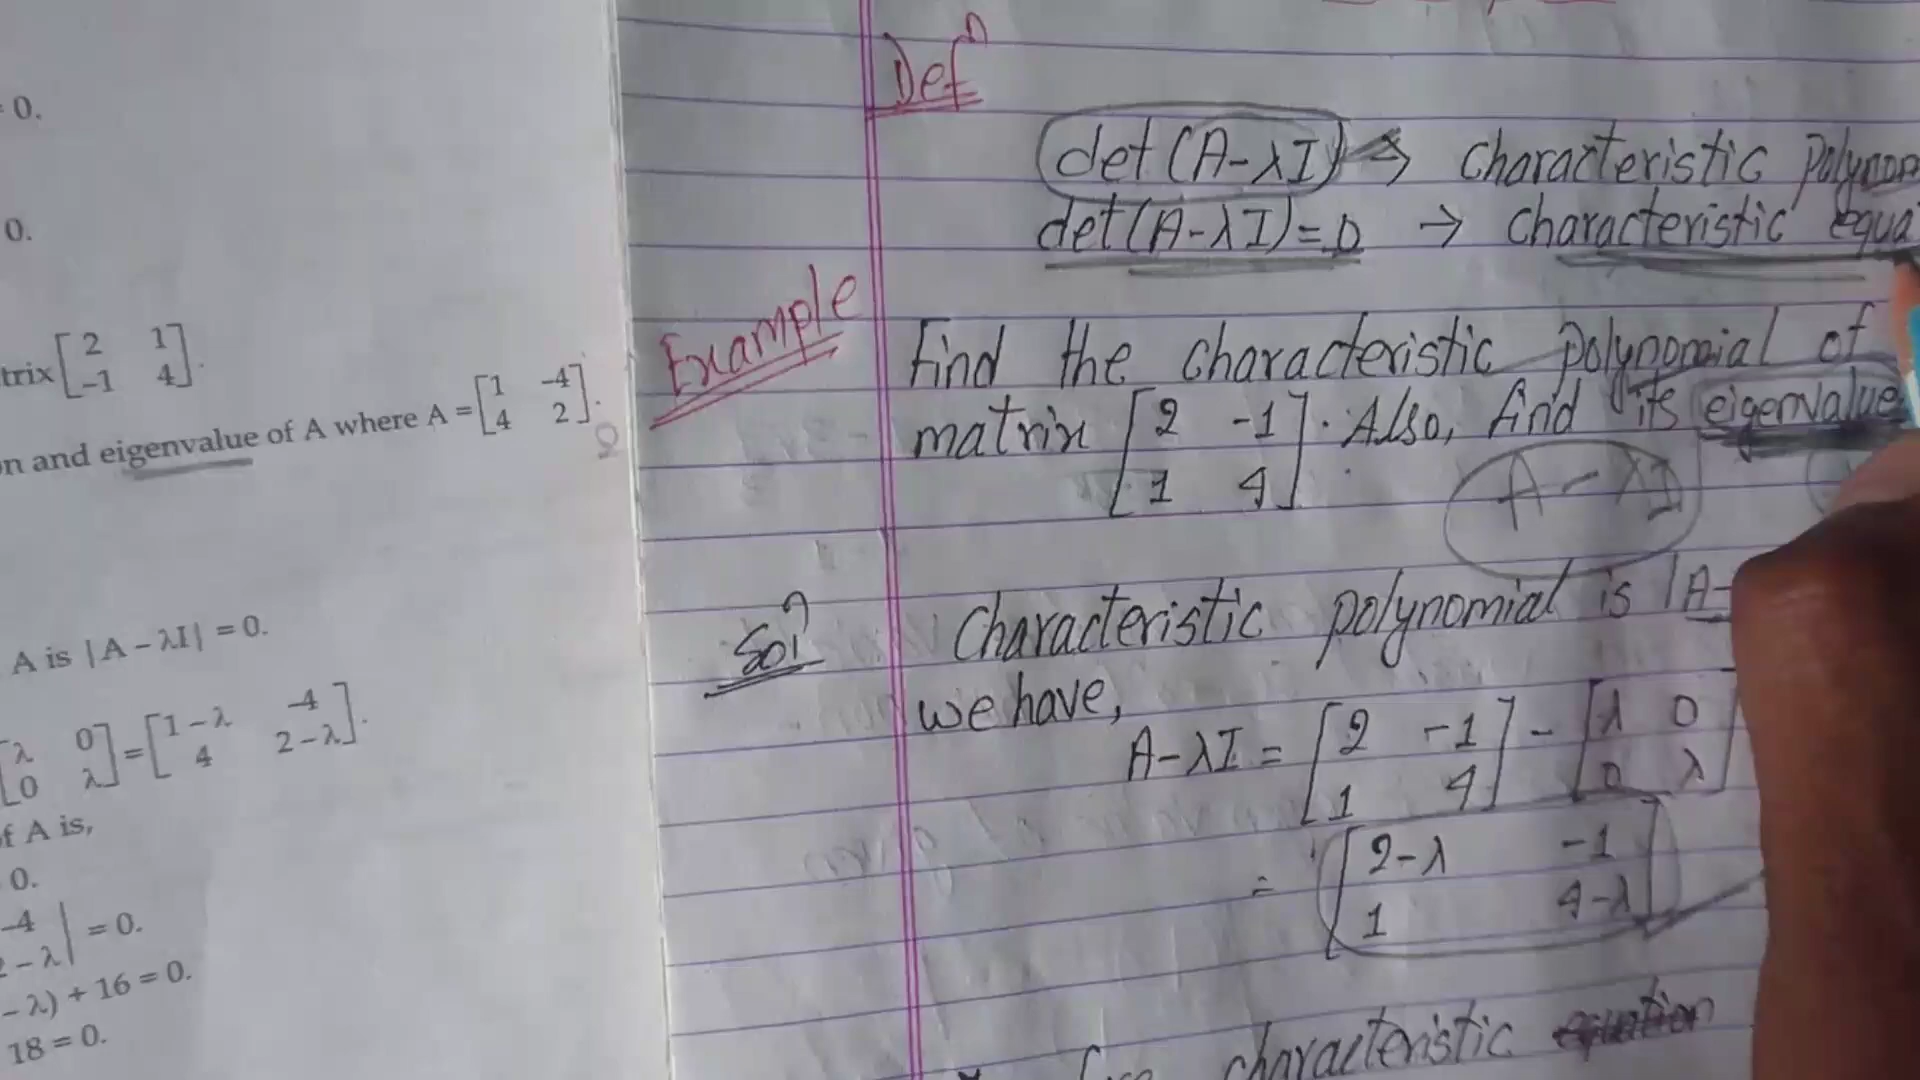 = 0.
0.
trix [2 1
-1 4].
n and eigenvalue of A where A = [1 -4
4 2].
A is |A - λI| = 0.
[λ 0
0 λ] = [1-λ -4
4 2-λ].
f A is,
0.
-4
2-λ| = 0.
-λ) + 16 = 0.
18 = 0.
Defⁿ
det(A-λI) → Characteristic polynom
det(A-λI)=0 → Characteristic equa
Example
Find the characteristic polynomial of
matrix [2 -1
1 4]. Also, find its eigenvalue
A - λI
Solⁿ
Characteristic polynomial is |A-
we have,
A-λI = [2 -1
1 4] - [λ 0
0 λ]
= [2-λ -1
1 4-λ]
characteristic equation